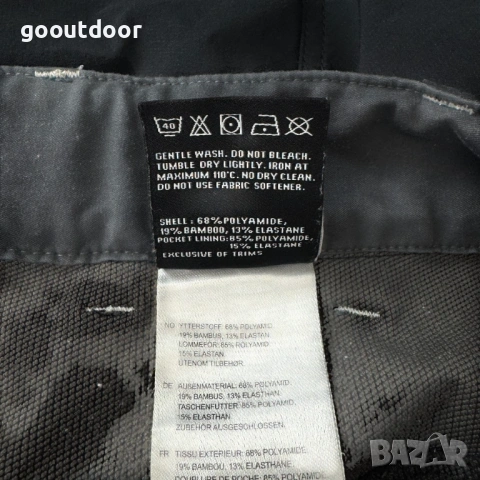 gooutdoor
40
GENTLE WASH. DO NOT BLEACH.
TUMBLE DRY LIGHTLY. IRON AT
MAXIMUM 110°C. NO DRY CLEAN.
DO NOT USE FABRIC SOFTENER.
SHELL: 68% POLYAMIDE,
19% BAMBOO, 13% ELASTANE
POCKET LINING: 85% POLYAMIDE,
15% ELASTANE
EXCLUSIVE OF TRIMS
NO YTTERSTOFF: 68% POLYAMID,
19% BAMBUS, 13% ELASTAN.
LOMMEFÔR: 85% POLYAMID.
15% ELASTAN.
UTENOM TILBEHØR.
DE AUSSENMATERIAL: 68% POLYAMID,
19% BAMBUS, 13% ELASTHAN.
TASCHENFUTTER: 85% POLYAMID,
15% ELASTHAN.
ZUBEHÖR AUSGESCHLOSSEN.
FR TISSU EXTERIEUR: 68% POLYAMIDE,
19% BAMBOU, 13% ELASTHANNE
DOUBLURE DE POCHE: 85% POLYAMIDE,
BAZAR